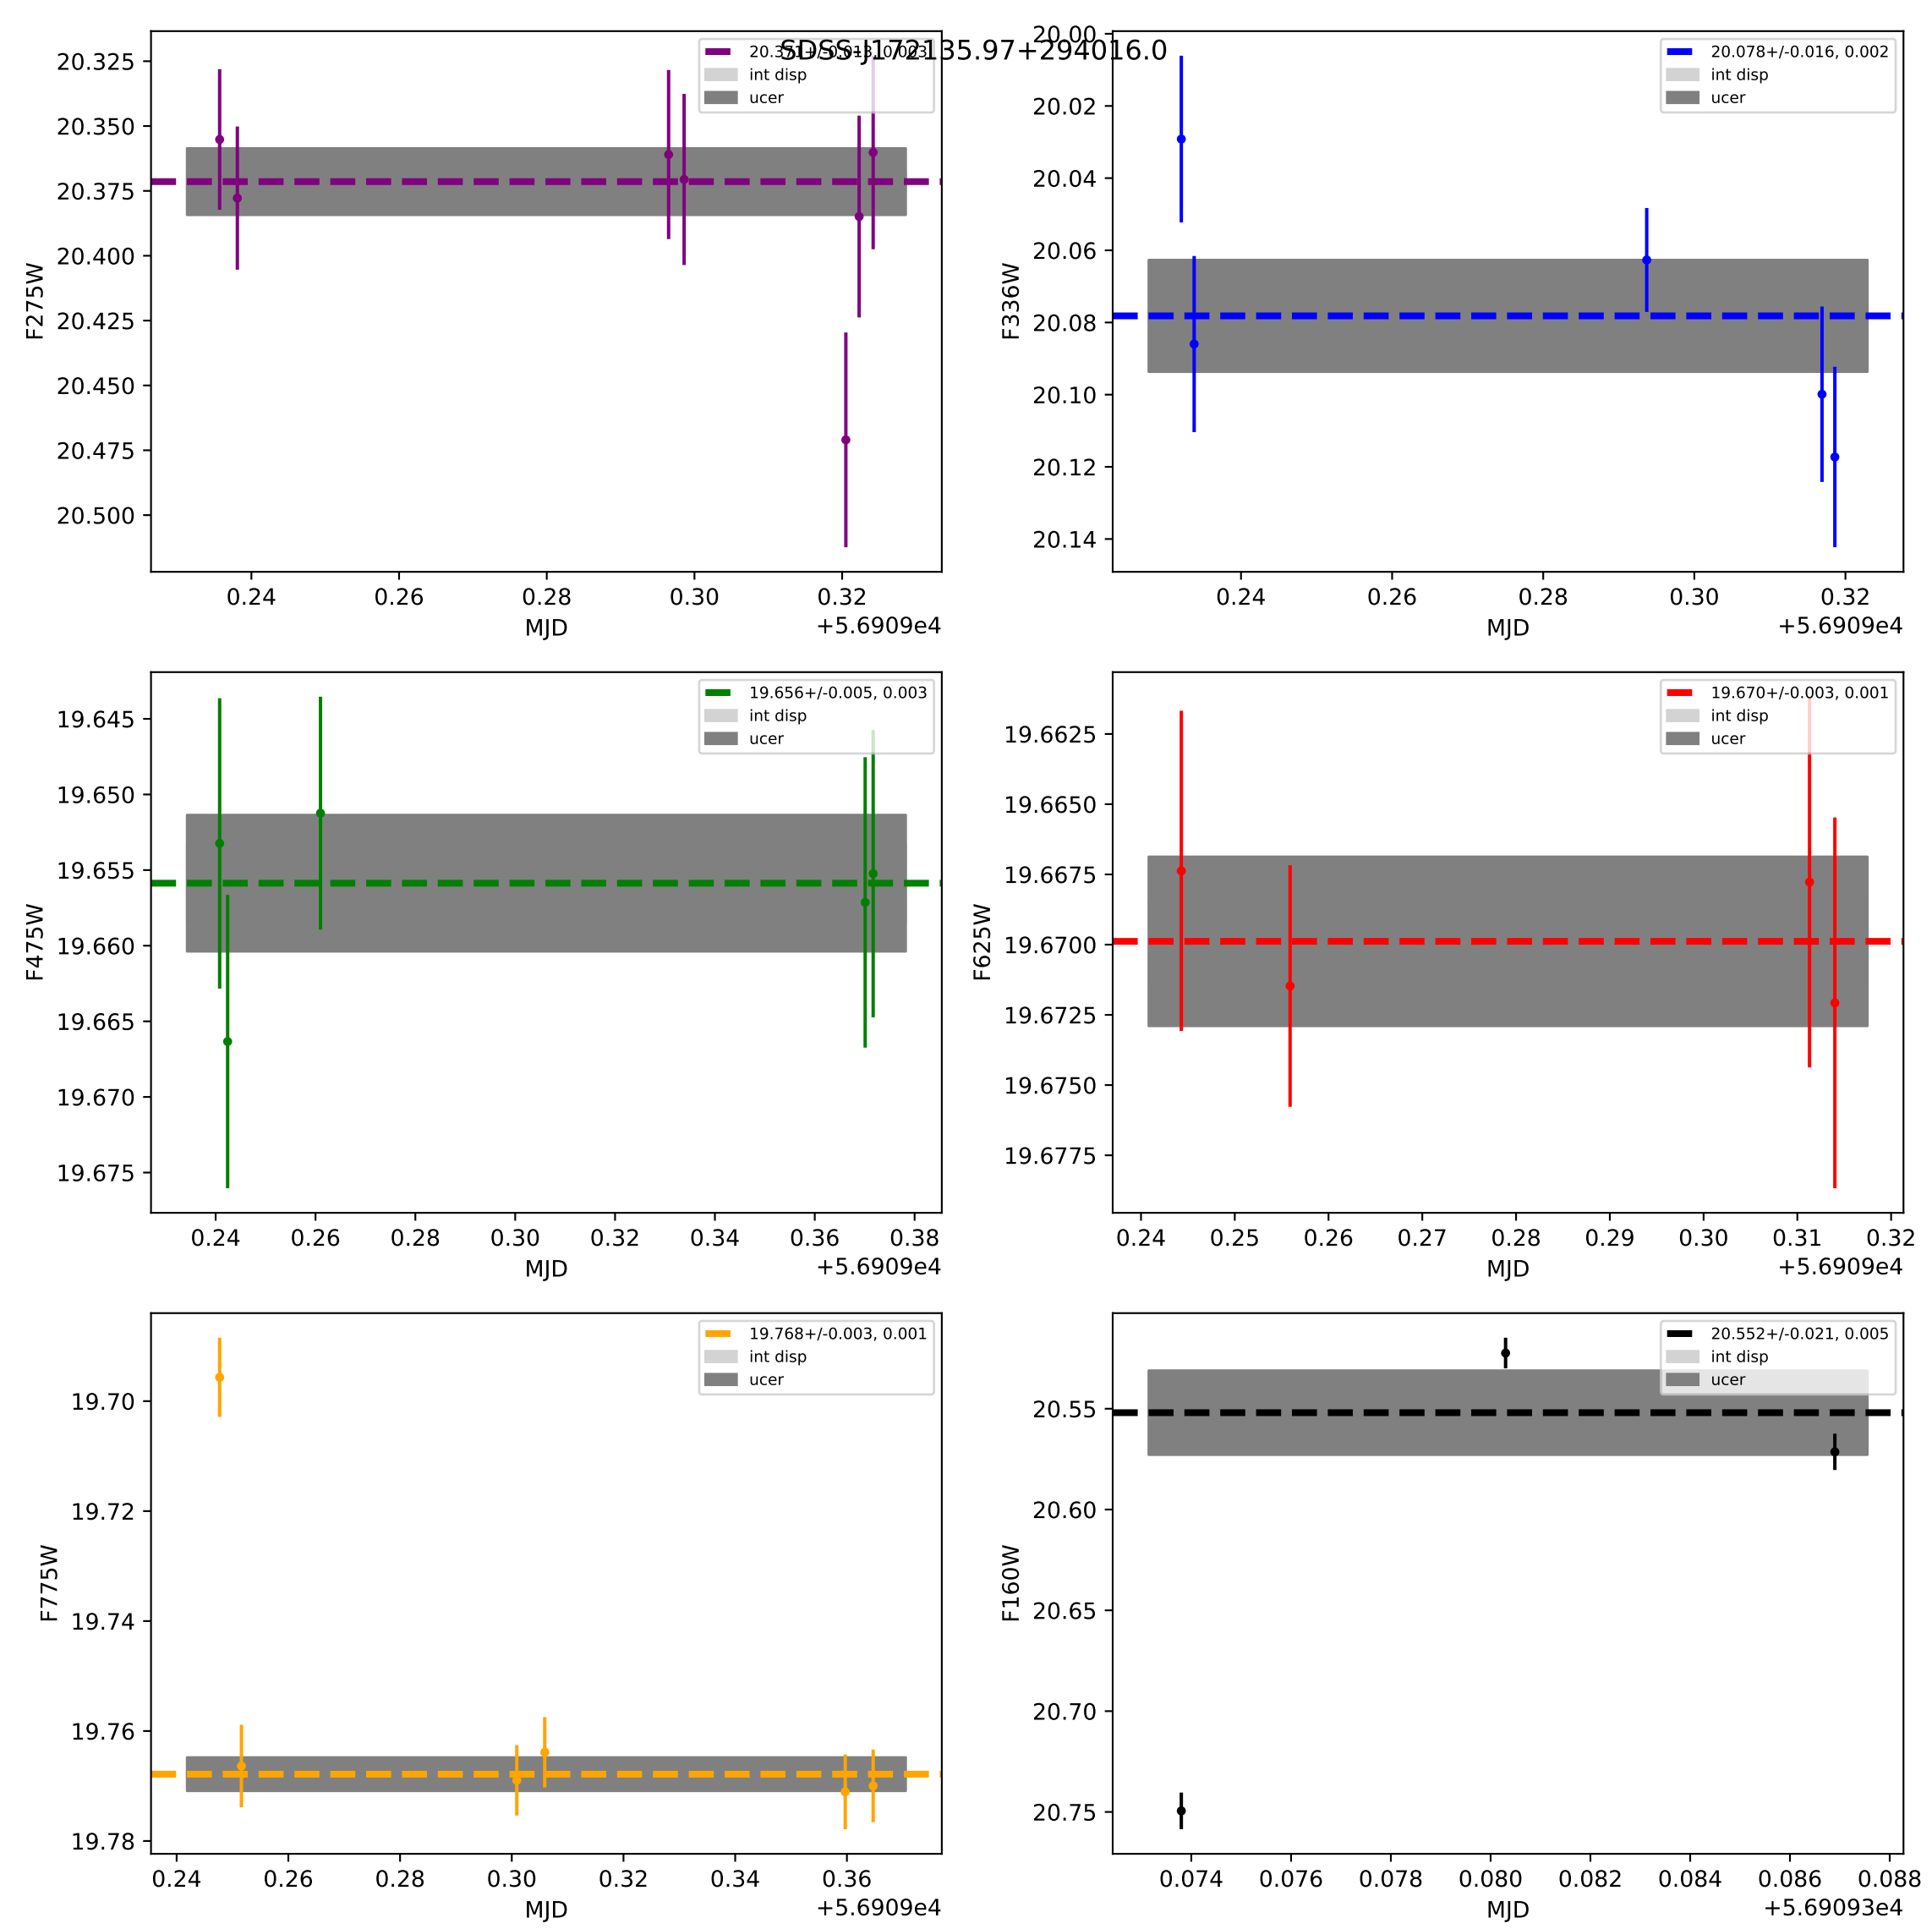 SDSS-J172135.97+294016.0
20.371+/-0.013, 0.003
int disp
ucer
20.325
20.350
20.375
20.400
20.425
20.450
20.475
20.500
F275W
0.24 0.26 0.28 0.30 0.32
MJD
+5.6909e4
20.078+/-0.016, 0.002
int disp
ucer
20.00
20.02
20.04
20.06
20.08
20.10
20.12
20.14
F336W
0.24 0.26 0.28 0.30 0.32
MJD
+5.6909e4
19.656+/-0.005, 0.003
int disp
ucer
19.645
19.650
19.655
19.660
19.665
19.670
19.675
F475W
0.24 0.26 0.28 0.30 0.32 0.34 0.36 0.38
MJD
+5.6909e4
19.670+/-0.003, 0.001
int disp
ucer
19.6625
19.6650
19.6675
19.6700
19.6725
19.6750
19.6775
F625W
0.24 0.25 0.26 0.27 0.28 0.29 0.30 0.31 0.32
MJD
+5.6909e4
19.768+/-0.003, 0.001
int disp
ucer
19.70
19.72
19.74
19.76
19.78
F775W
0.24 0.26 0.28 0.30 0.32 0.34 0.36
MJD
+5.6909e4
20.552+/-0.021, 0.005
int disp
ucer
20.55
20.60
20.65
20.70
20.75
F160W
0.074 0.076 0.078 0.080 0.082 0.084 0.086 0.088
MJD
+5.69093e4